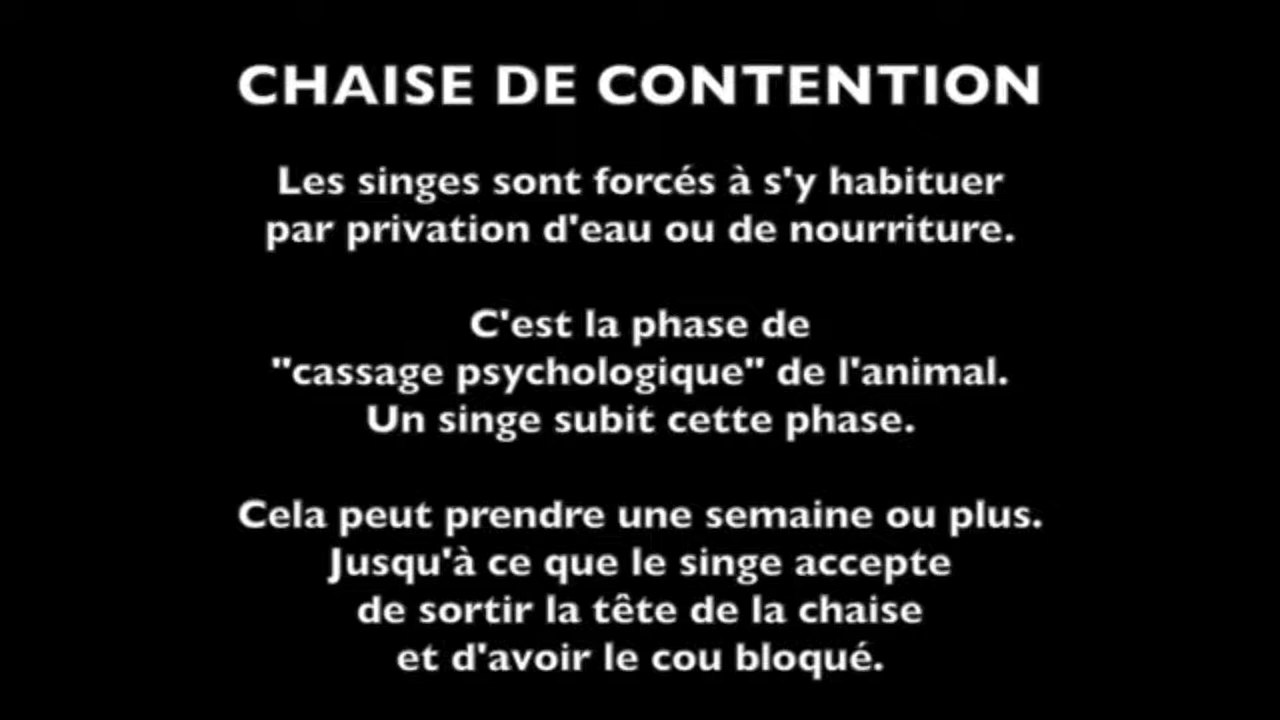 CHAISE DE CONTENTION
Les singes sont forcés à s'y habituer
par privation d'eau ou de nourriture.
C'est la phase de
"cassage psychologique" de l'animal.
Un singe subit cette phase.
Cela peut prendre une semaine ou plus.
Jusqu'à ce que le singe accepte
de sortir la tête de la chaise
et d'avoir le cou bloqué.